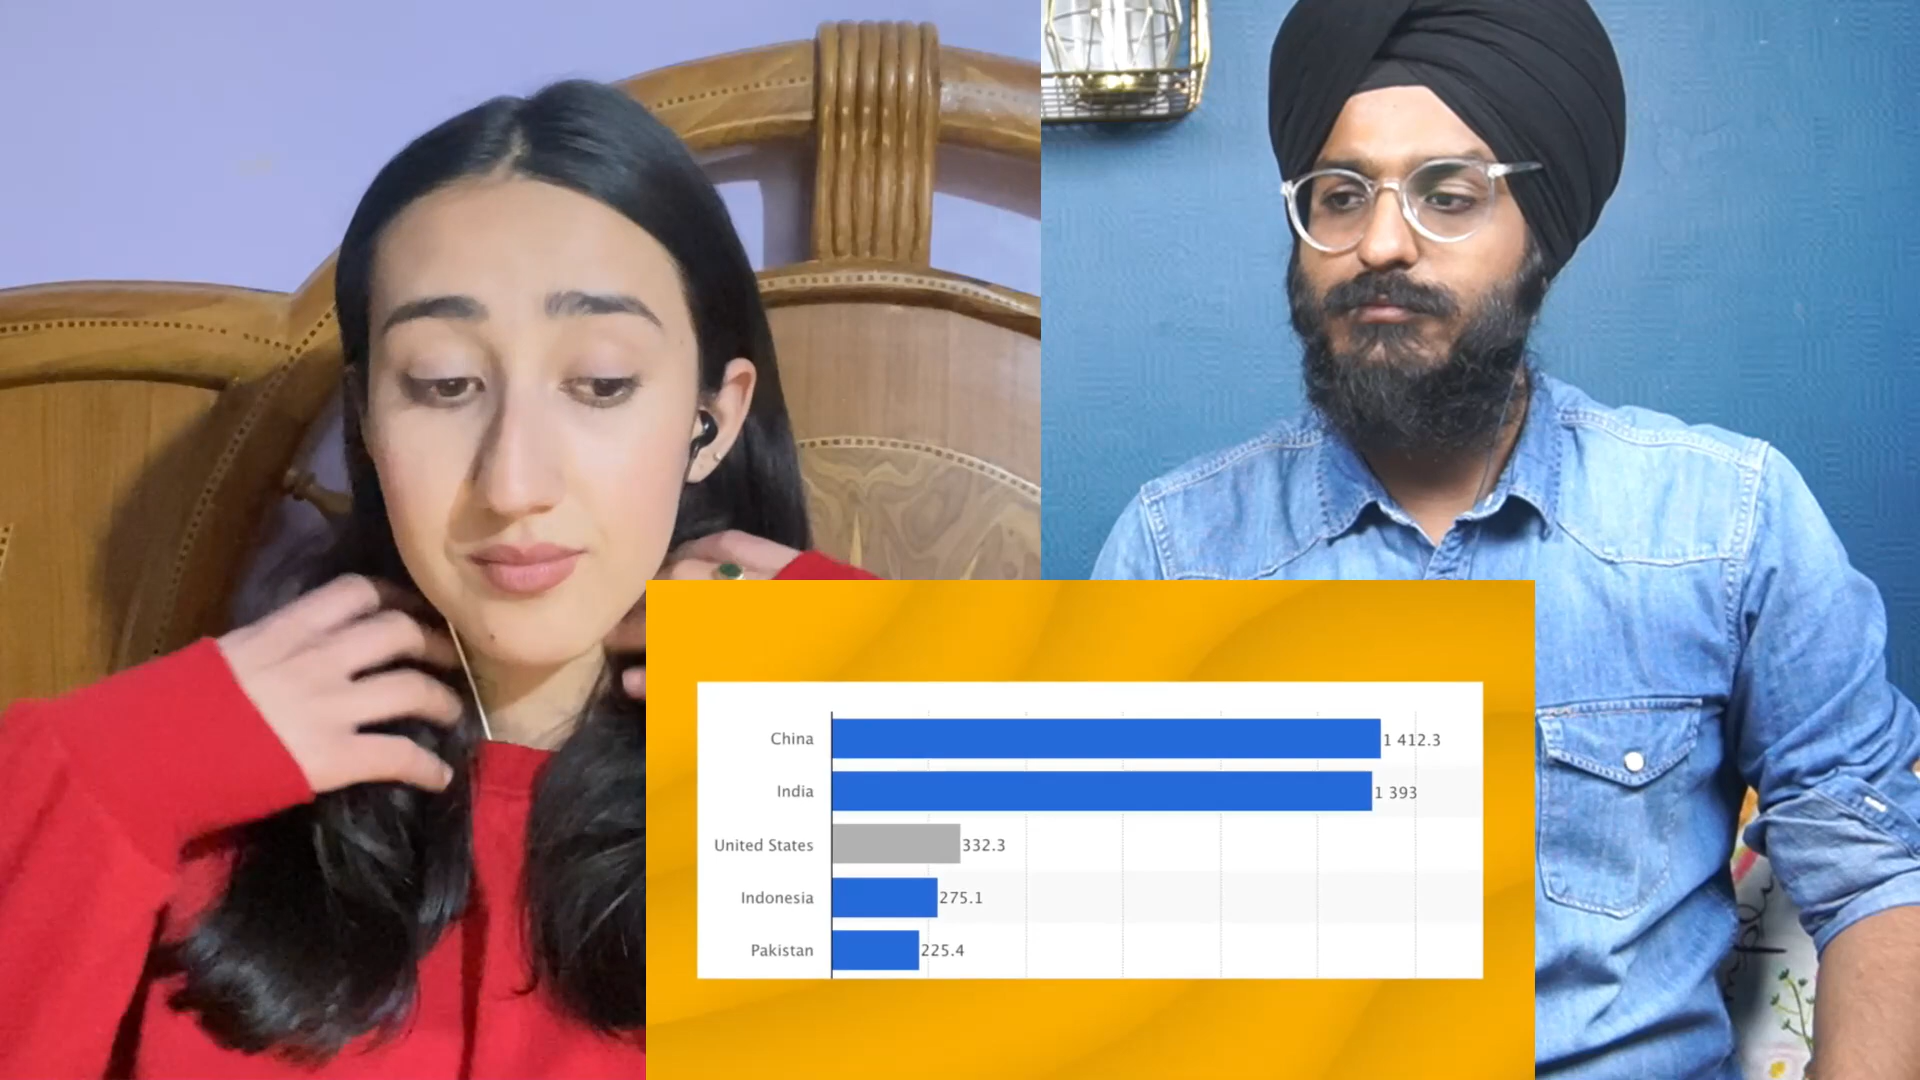 China 1 412.3
India 1 393
United States 332.3
Indonesia 275.1
Pakistan 225.4